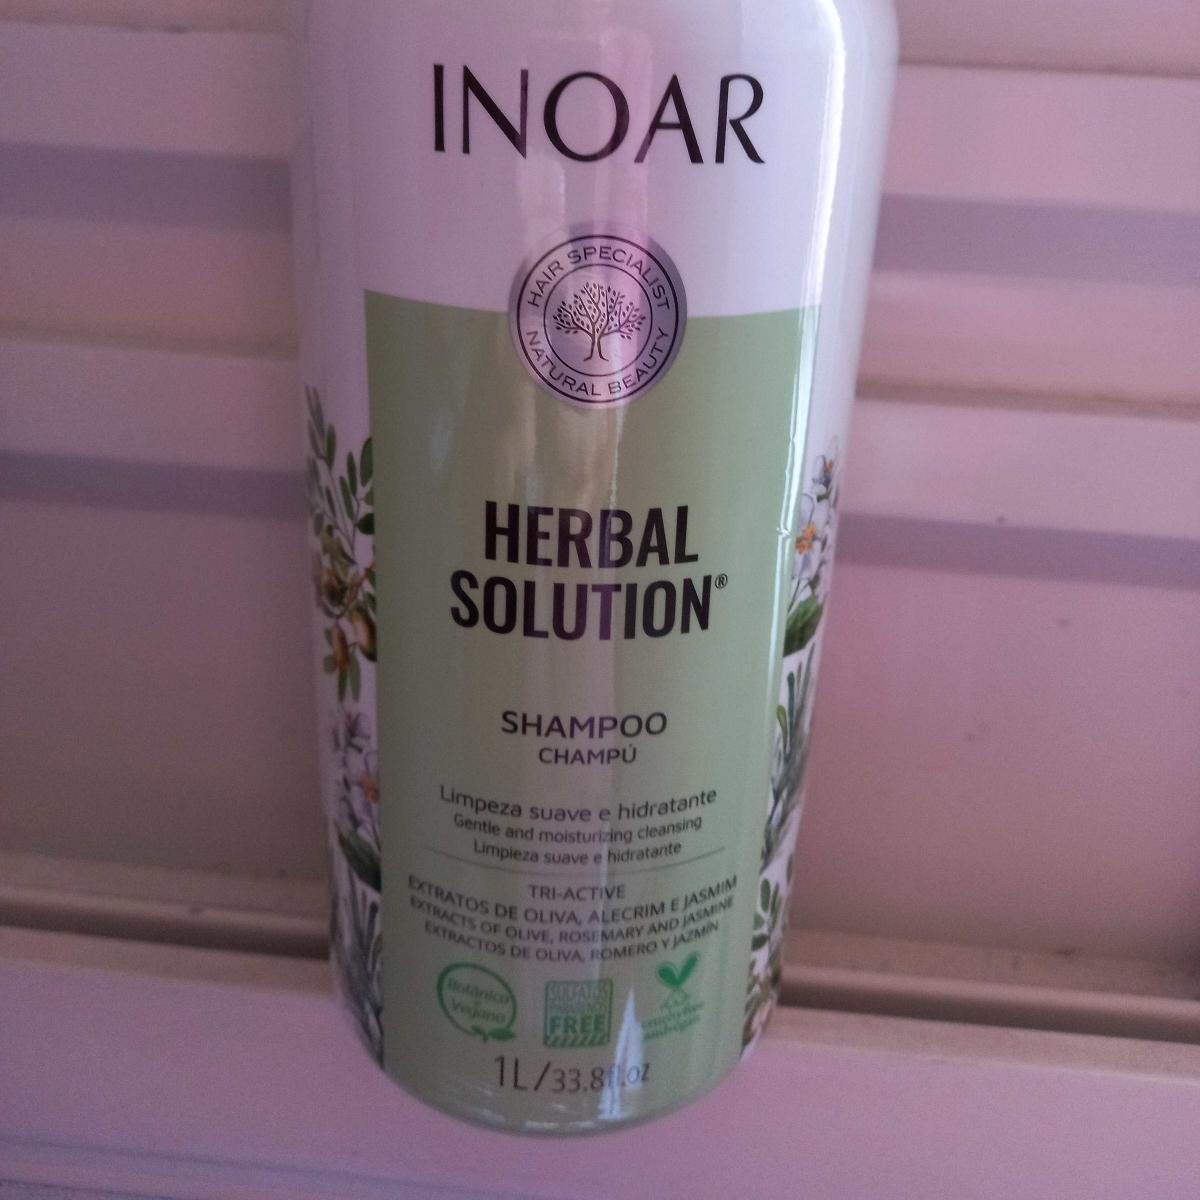 INOAR
HAIR SPECIALIST
NATURAL BEAUTY
HERBAL
SOLUTION®
SHAMPOO
CHAMPÚ
Limpeza suave e hidratante
Gentle and moisturizing cleansing
Limpieza suave e hidratante
TRI-ACTIVE
EXTRATOS DE OLIVA, ALECRIM E JASMIM
EXTRACTS OF OLIVE, ROSEMARY AND JASMINE
EXTRACTOS DE OLIVA, ROMERO Y JAZMÍN
Botânico
Vegano
FREE
1L/33.8fl.oz